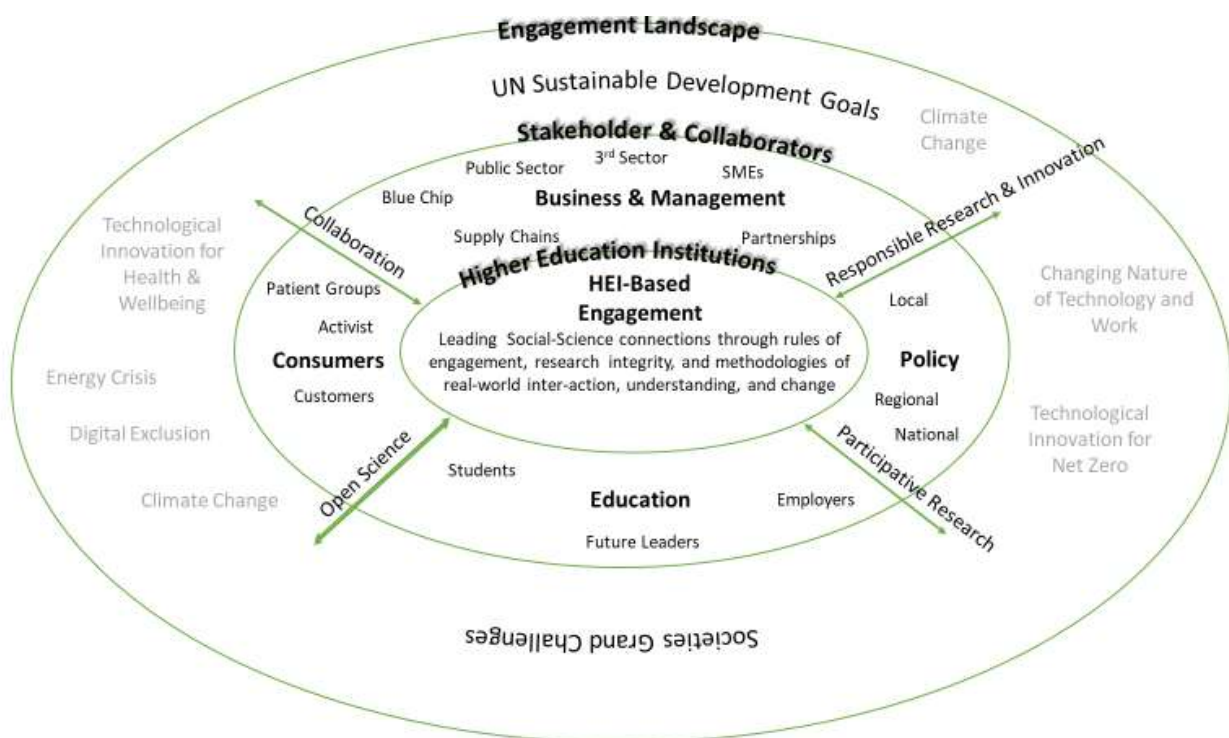 Engagement Landscape
UN Sustainable Development Goals
Climate
Change
Stakeholder & Collaborators
3rd Sector
Public Sector
SMEs
Blue Chip
Business & Management
Supply Chains
Partnerships
Collaboration
Responsible Research & Innovation
Technological
Innovation for
Health &
Wellbeing
Higher Education Institutions
HEI-Based
Engagement
Leading Social-Science connections through rules of
engagement, research integrity, and methodologies of
real-world inter-action, understanding, and change
Patient Groups
Activist
Consumers
Customers
Local
Policy
Regional
National
Changing Nature
of Technology and
Work
Energy Crisis
Digital Exclusion
Climate Change
Technological
Innovation for
Net Zero
Open Science
Participative Research
Students
Education
Employers
Future Leaders
Societies Grand Challenges